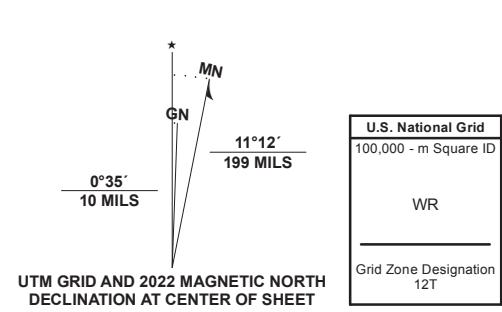 ★
MN
GN
11°12´
199 MILS
0°35´
10 MILS
UTM GRID AND 2022 MAGNETIC NORTH
DECLINATION AT CENTER OF SHEET
U.S. National Grid
100,000 - m Square ID
WR
Grid Zone Designation
12T